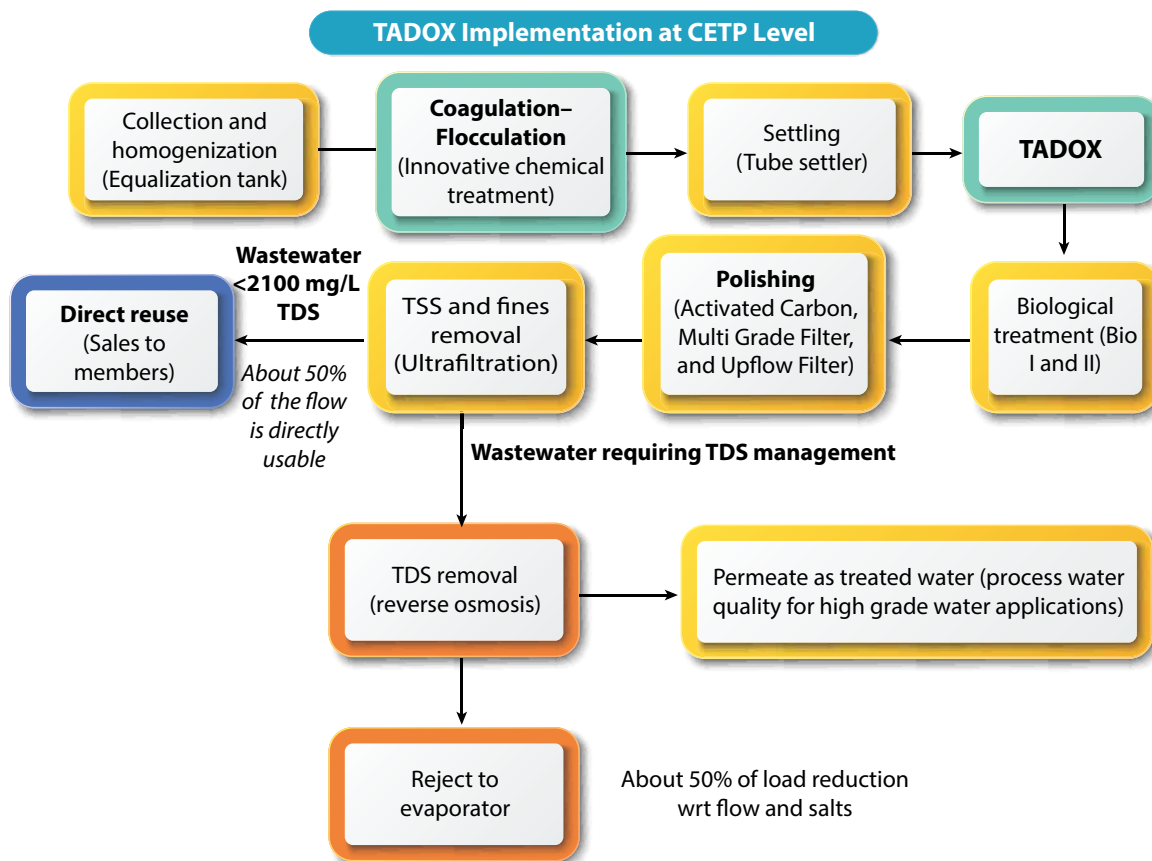 TADOX Implementation at CETP Level
Collection and
homogenization
(Equalization tank)
Coagulation–
Flocculation
(Innovative chemical
treatment)
Settling
(Tube settler)
TADOX
Wastewater
<2100 mg/L
TDS
Direct reuse
(Sales to
members)
About 50%
of the flow
is directly
usable
TSS and fines
removal
(Ultrafiltration)
Polishing
(Activated Carbon,
Multi Grade Filter,
and Upflow Filter)
Biological
treatment (Bio
I and II)
Wastewater requiring TDS management
TDS removal
(reverse osmosis)
Permeate as treated water (process water
quality for high grade water applications)
Reject to
evaporator
About 50% of load reduction
wrt flow and salts